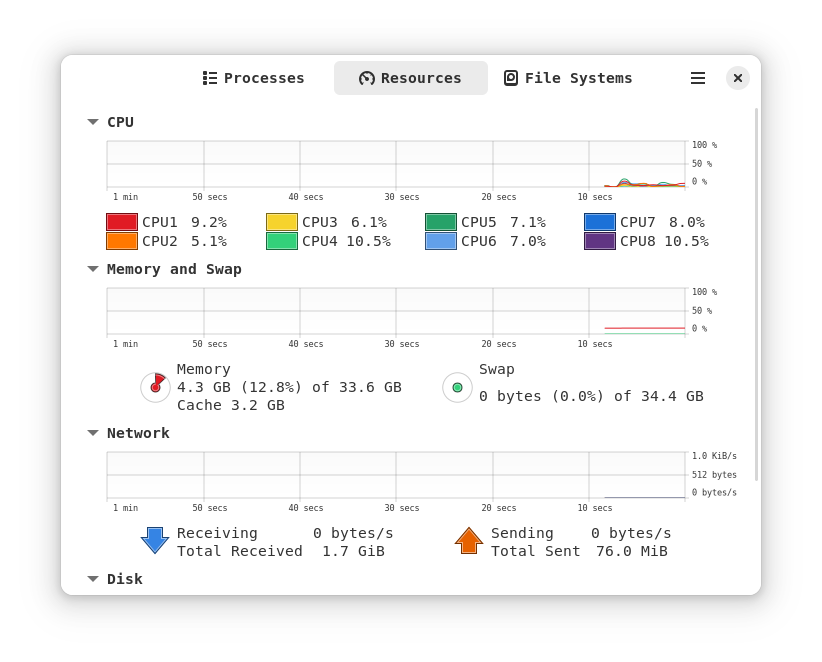 Processes Resources File Systems
CPU
100 %
50 %
0 %
1 min 50 secs 40 secs 30 secs 20 secs 10 secs
CPU1 9.2% CPU3 6.1% CPU5 7.1% CPU7 8.0%
CPU2 5.1% CPU4 10.5% CPU6 7.0% CPU8 10.5%
Memory and Swap
100 %
50 %
0 %
1 min 50 secs 40 secs 30 secs 20 secs 10 secs
Memory
4.3 GB (12.8%) of 33.6 GB
Cache 3.2 GB
Swap
0 bytes (0.0%) of 34.4 GB
Network
1.0 KiB/s
512 bytes
0 bytes/s
1 min 50 secs 40 secs 30 secs 20 secs 10 secs
Receiving 0 bytes/s Sending 0 bytes/s
Total Received 1.7 GiB Total Sent 76.0 MiB
Disk